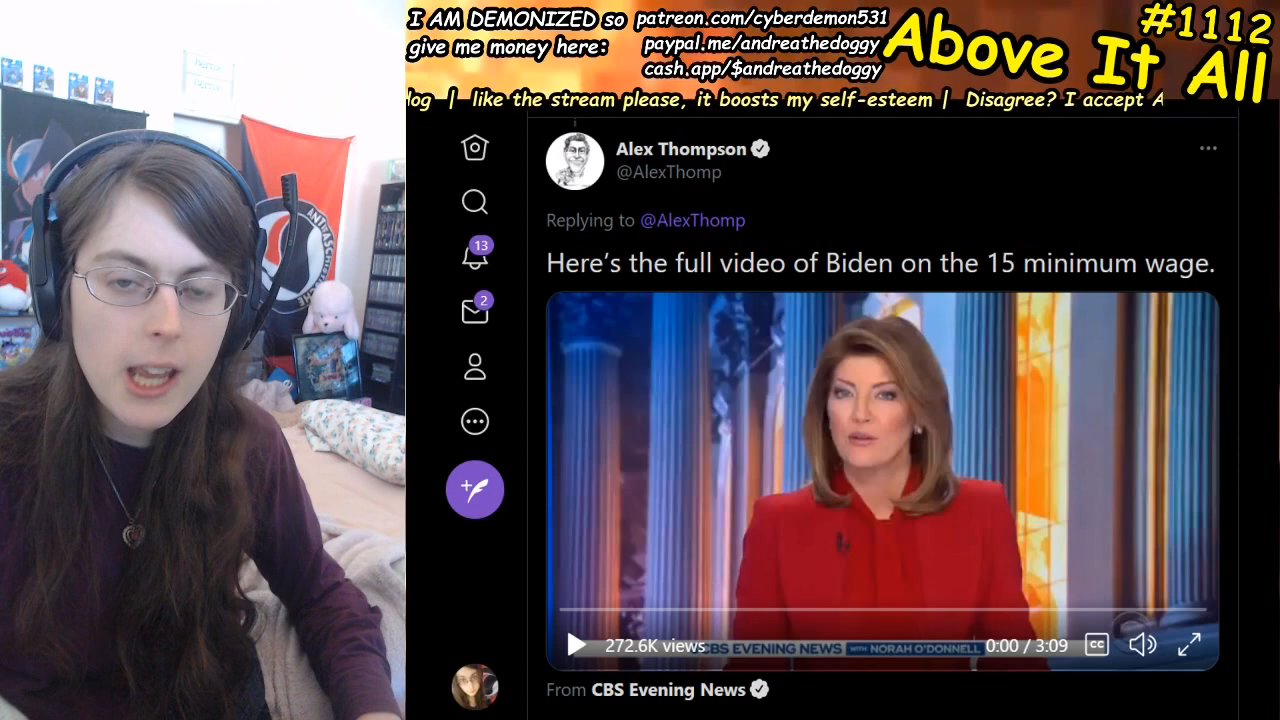 I AM DEMONIZED so
give me money here:
patreon.com/cyberdemon531
paypal.me/andreathedoggy
cash.app/$andreathedoggy
Above It All
#1112
log | like the stream please, it boosts my self-esteem | Disagree? I accept A
Alex Thompson
@AlexThomp
Replying to @AlexThomp
Here's the full video of Biden on the 15 minimum wage.
13
2
272.6K views
CBS EVENING NEWS WITH NORAH O'DONNELL
0:00 / 3:09
CC
From CBS Evening News